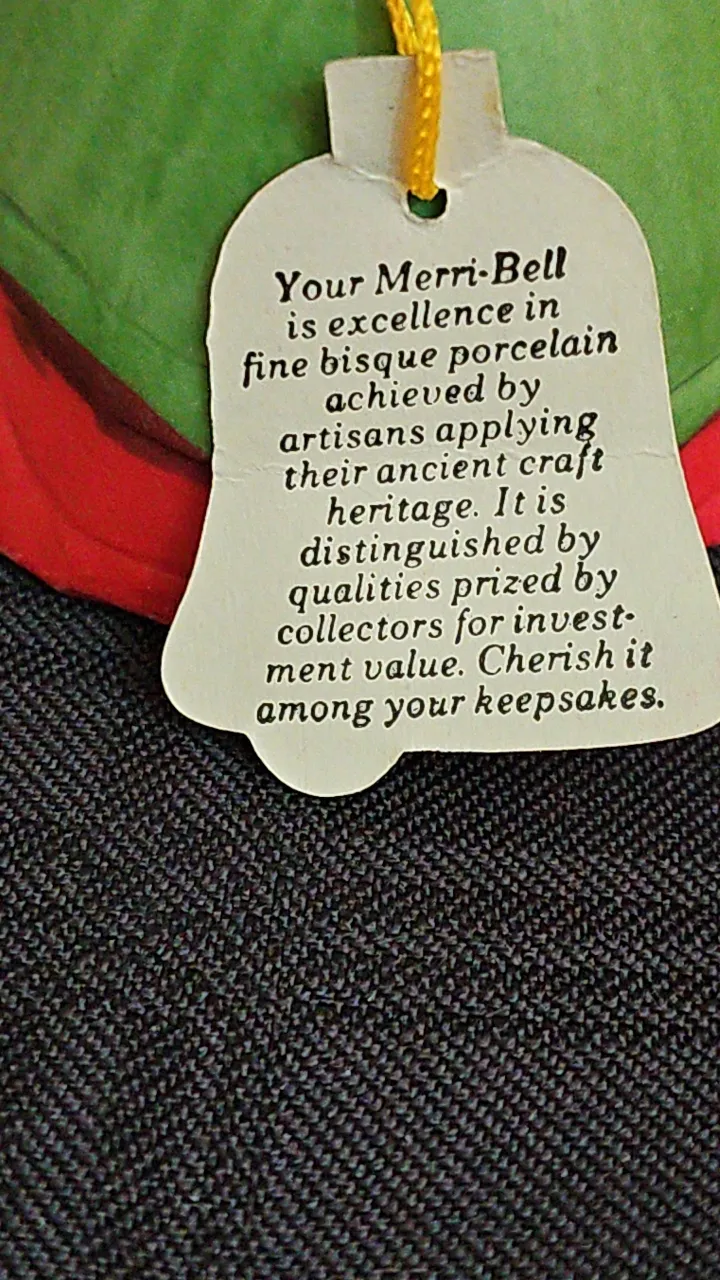 Your Merri-Bell
is excellence in
fine bisque porcelain
achieved by
artisans applying
their ancient craft
heritage. It is
distinguished by
qualities prized by
collectors for invest-
ment value. Cherish it
among your keepsakes.